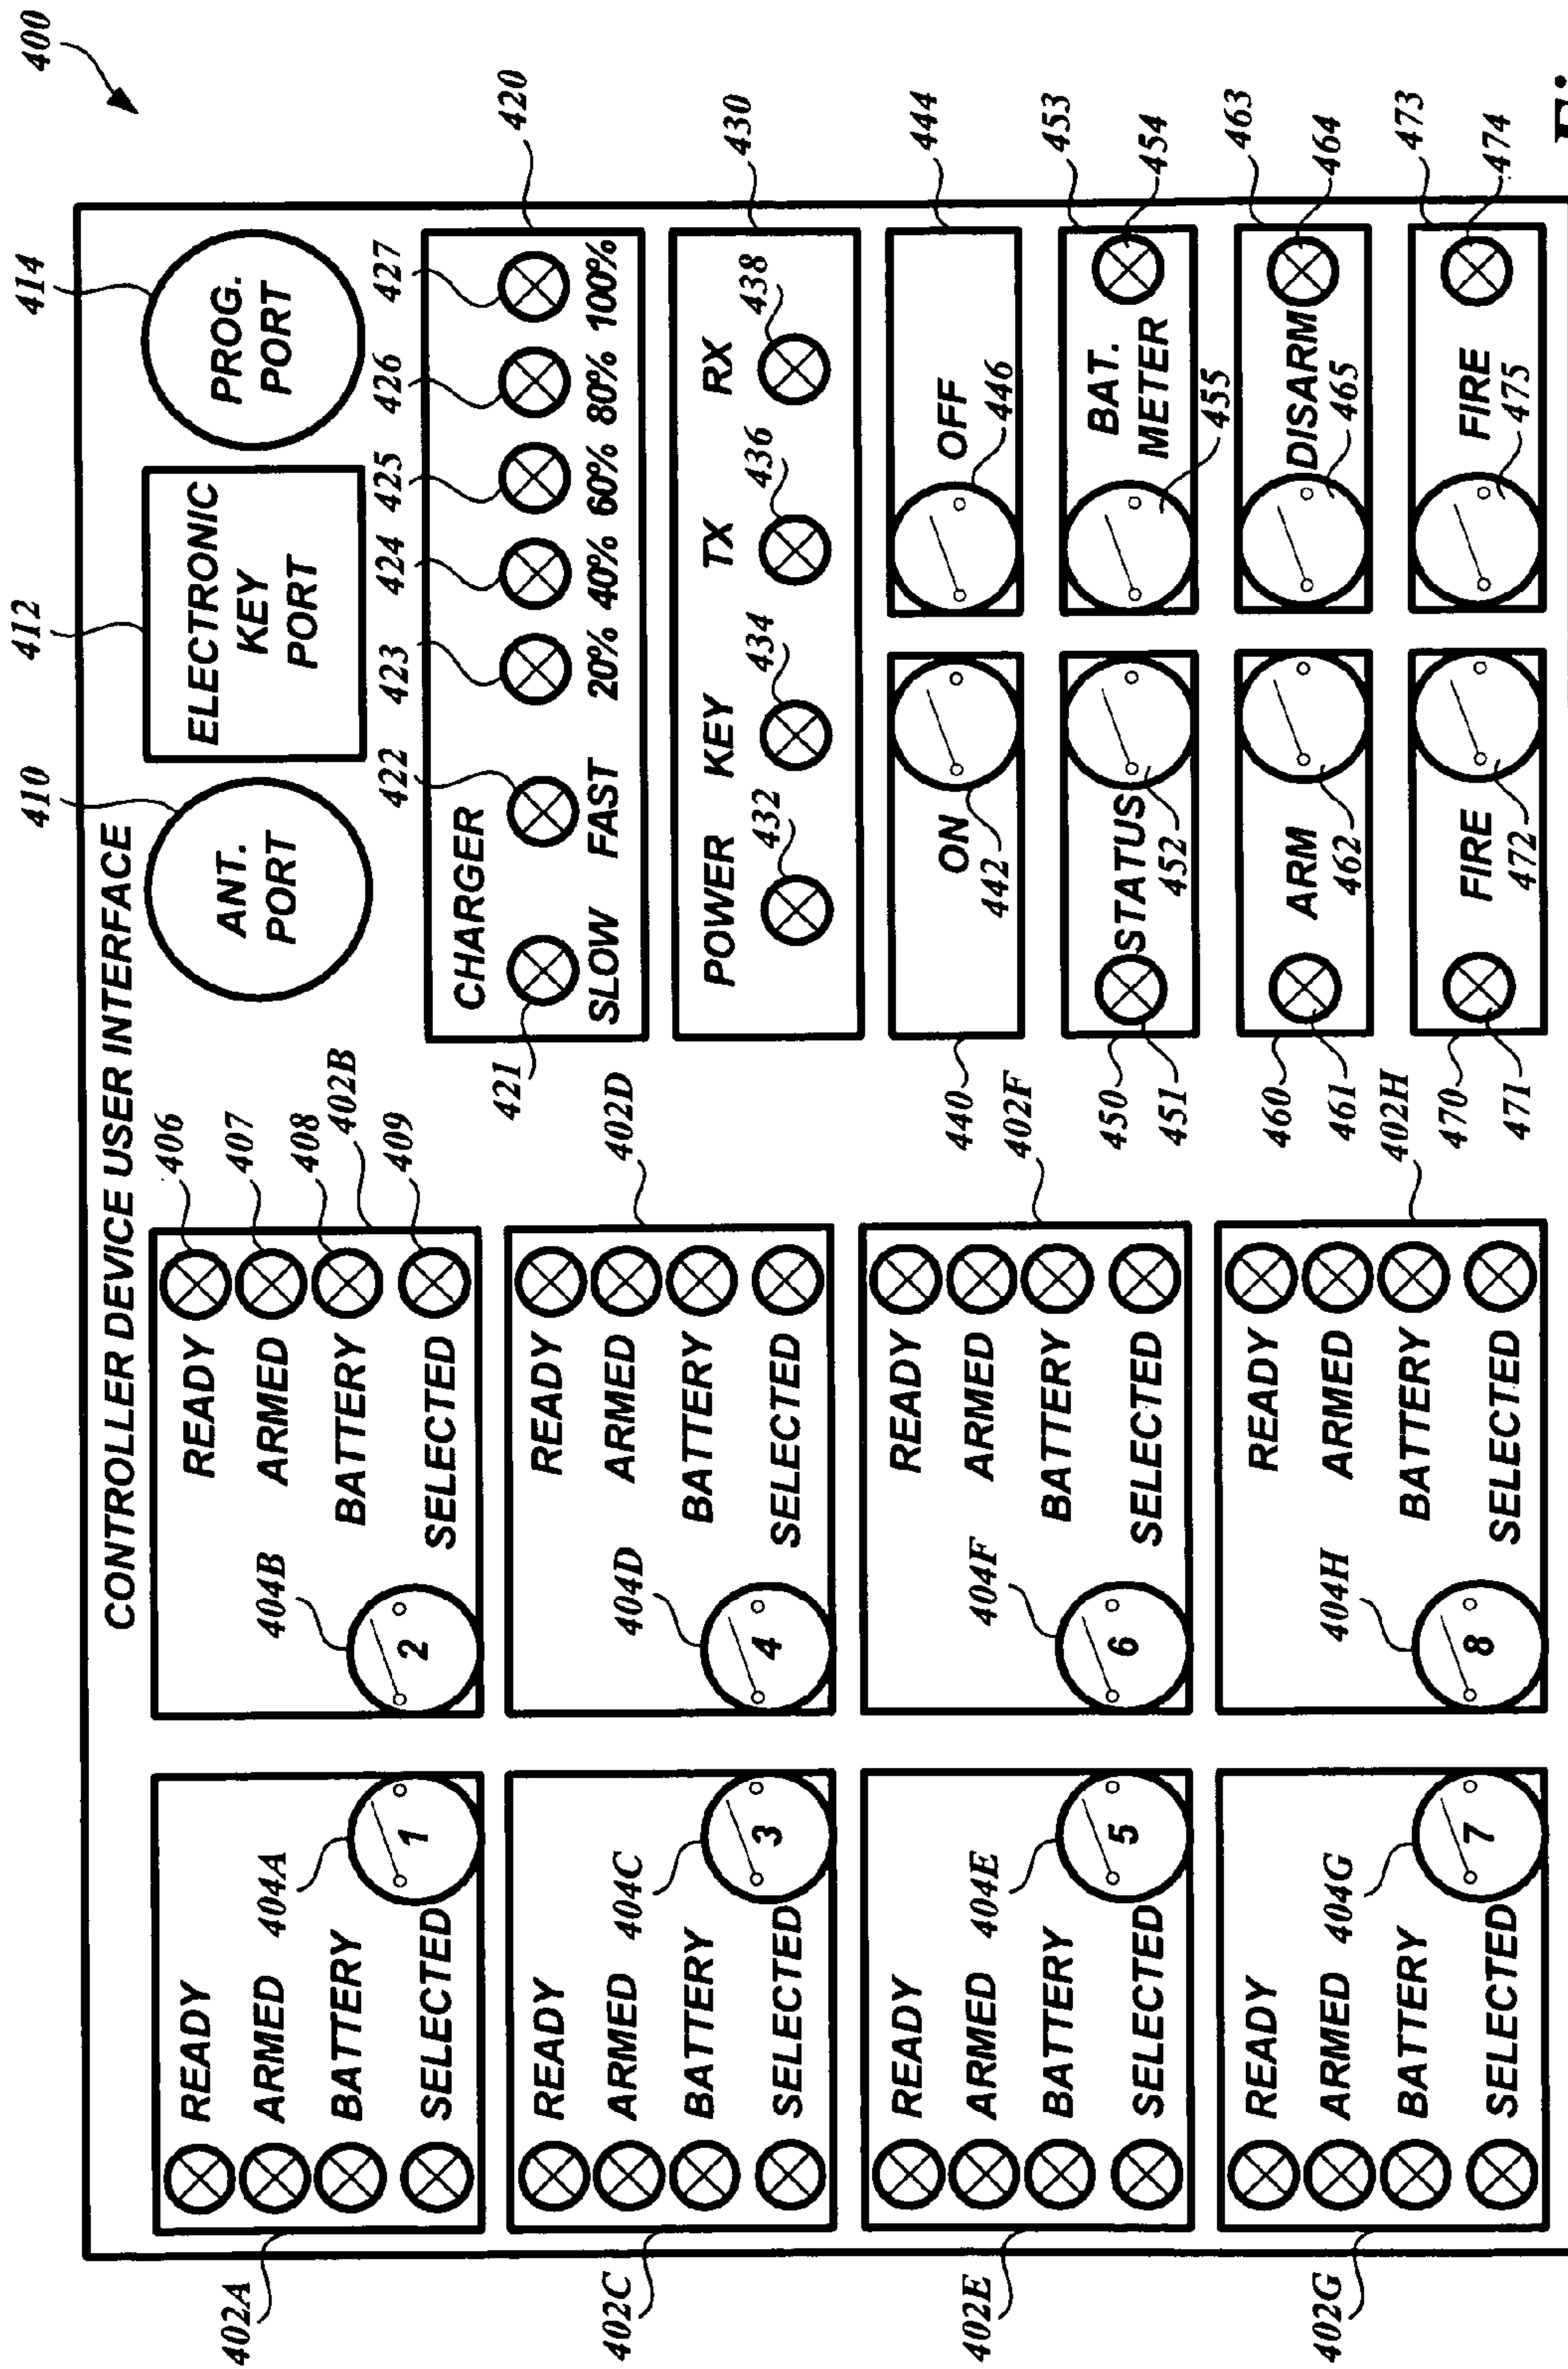 400
CONTROLLER DEVICE USER INTERFACE
410
412
414
ANT.
PORT
ELECTRONIC
KEY
PORT
PROG.
PORT
402A
READY
ARMED
BATTERY
SELECTED
404A
1
402B
404B
2
READY
ARMED
BATTERY
SELECTED
406
407
408
409
402C
READY
ARMED
BATTERY
SELECTED
404C
3
402D
404D
4
READY
ARMED
BATTERY
SELECTED
402E
READY
ARMED
BATTERY
SELECTED
404E
5
402F
404F
6
READY
ARMED
BATTERY
SELECTED
402G
READY
ARMED
BATTERY
SELECTED
404G
7
402H
404H
8
READY
ARMED
BATTERY
SELECTED
420
422 423 424 425 426 427
CHARGER
421
SLOW FAST 20% 40% 60% 80% 100%
430
POWER KEY TX RX
432 434 436 438
440
ON
442
444
OFF
446
450
451
STATUS
452
453
454
BAT.
METER
455
460
461
ARM
462
463
464
DISARM
465
470
471
FIRE
472
473
474
FIRE
475